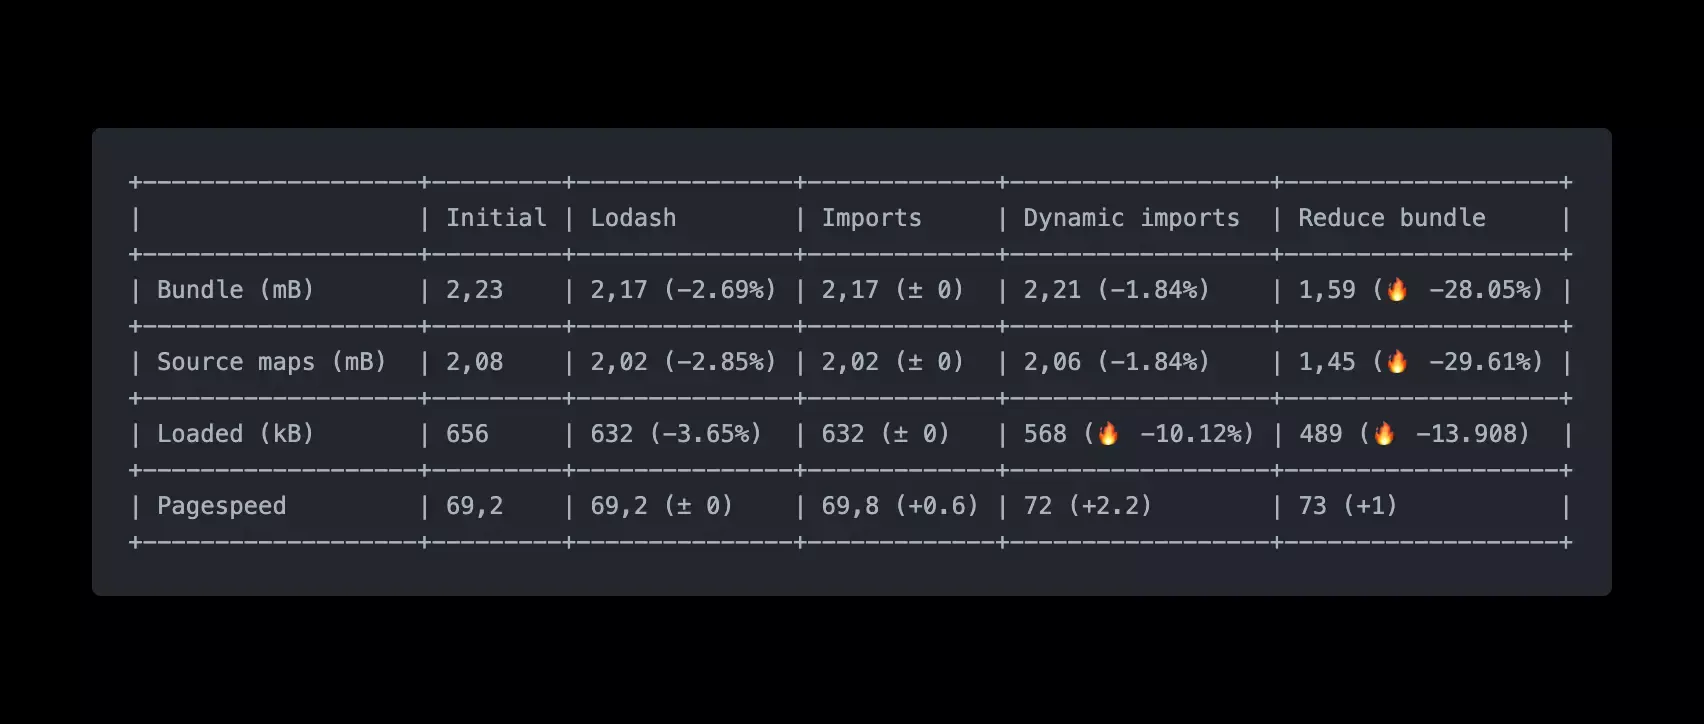 +-------------------+---------+---------------+-------------+------------------+-------------------+
|                   | Initial | Lodash        | Imports     | Dynamic imports  | Reduce bundle     |
+-------------------+---------+---------------+-------------+------------------+-------------------+
| Bundle (mB)       | 2,23    | 2,17 (-2.69%) | 2,17 (± 0)  | 2,21 (-1.84%)    | 1,59 (🔥 -28.05%) |
+-------------------+---------+---------------+-------------+------------------+-------------------+
| Source maps (mB)  | 2,08    | 2,02 (-2.85%) | 2,02 (± 0)  | 2,06 (-1.84%)    | 1,45 (🔥 -29.61%) |
+-------------------+---------+---------------+-------------+------------------+-------------------+
| Loaded (kB)       | 656     | 632 (-3.65%)  | 632 (± 0)   | 568 (🔥 -10.12%) | 489 (🔥 -13.908)  |
+-------------------+---------+---------------+-------------+------------------+-------------------+
| Pagespeed         | 69,2    | 69,2 (± 0)    | 69,8 (+0.6) | 72 (+2.2)        | 73 (+1)           |
+-------------------+---------+---------------+-------------+------------------+-------------------+